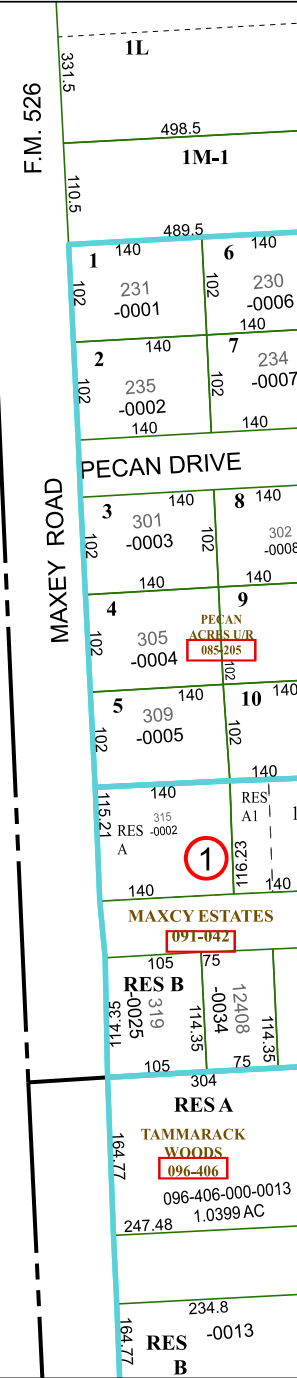 1L
331.5
F.M. 526
498.5
1M-1
110.5
489.5
1 140 6 140
102 231 102 230
-0001 -0006
140
2 140 7
102 235 102 234
-0002 -0007
140 140
PECAN DRIVE
MAXEY ROAD
3 140 8 140
102 301 102 302
-0003 -0008
140 140
4 9
PECAN
ACRES U/R
102 305 085-205
-0004 102
140 140
5 10
102 309 102
-0005
140
115.21 140 RES
A1 1
RES 315
A -0002
1 116.23
140 140
MAXCY ESTATES
091-042
105 75
RES B
114.35 -0025 319 114.35 -0034 12408 114.35
105 75
304
RES A
164.77 TAMMARACK
WOODS
096-406
096-406-000-0013
1.0399 AC
247.48
234.8
164.77 -0013
RES
B